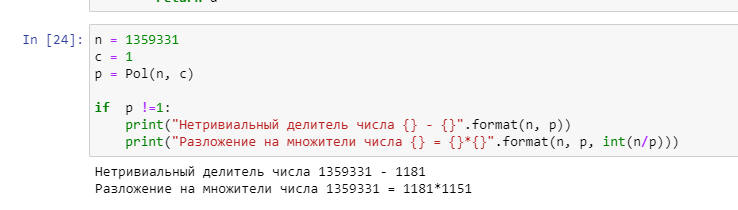 return d
In [24]: n = 1359331
c = 1
p = Pol(n, c)
if  p !=1:
print("Нетривиальный делитель числа {} - {}".format(n, p))
print("Разложение на множители числа {} = {}*{}".format(n, p, int(n/p)))
Нетривиальный делитель числа 1359331 - 1181
Разложение на множители числа 1359331 = 1181*1151